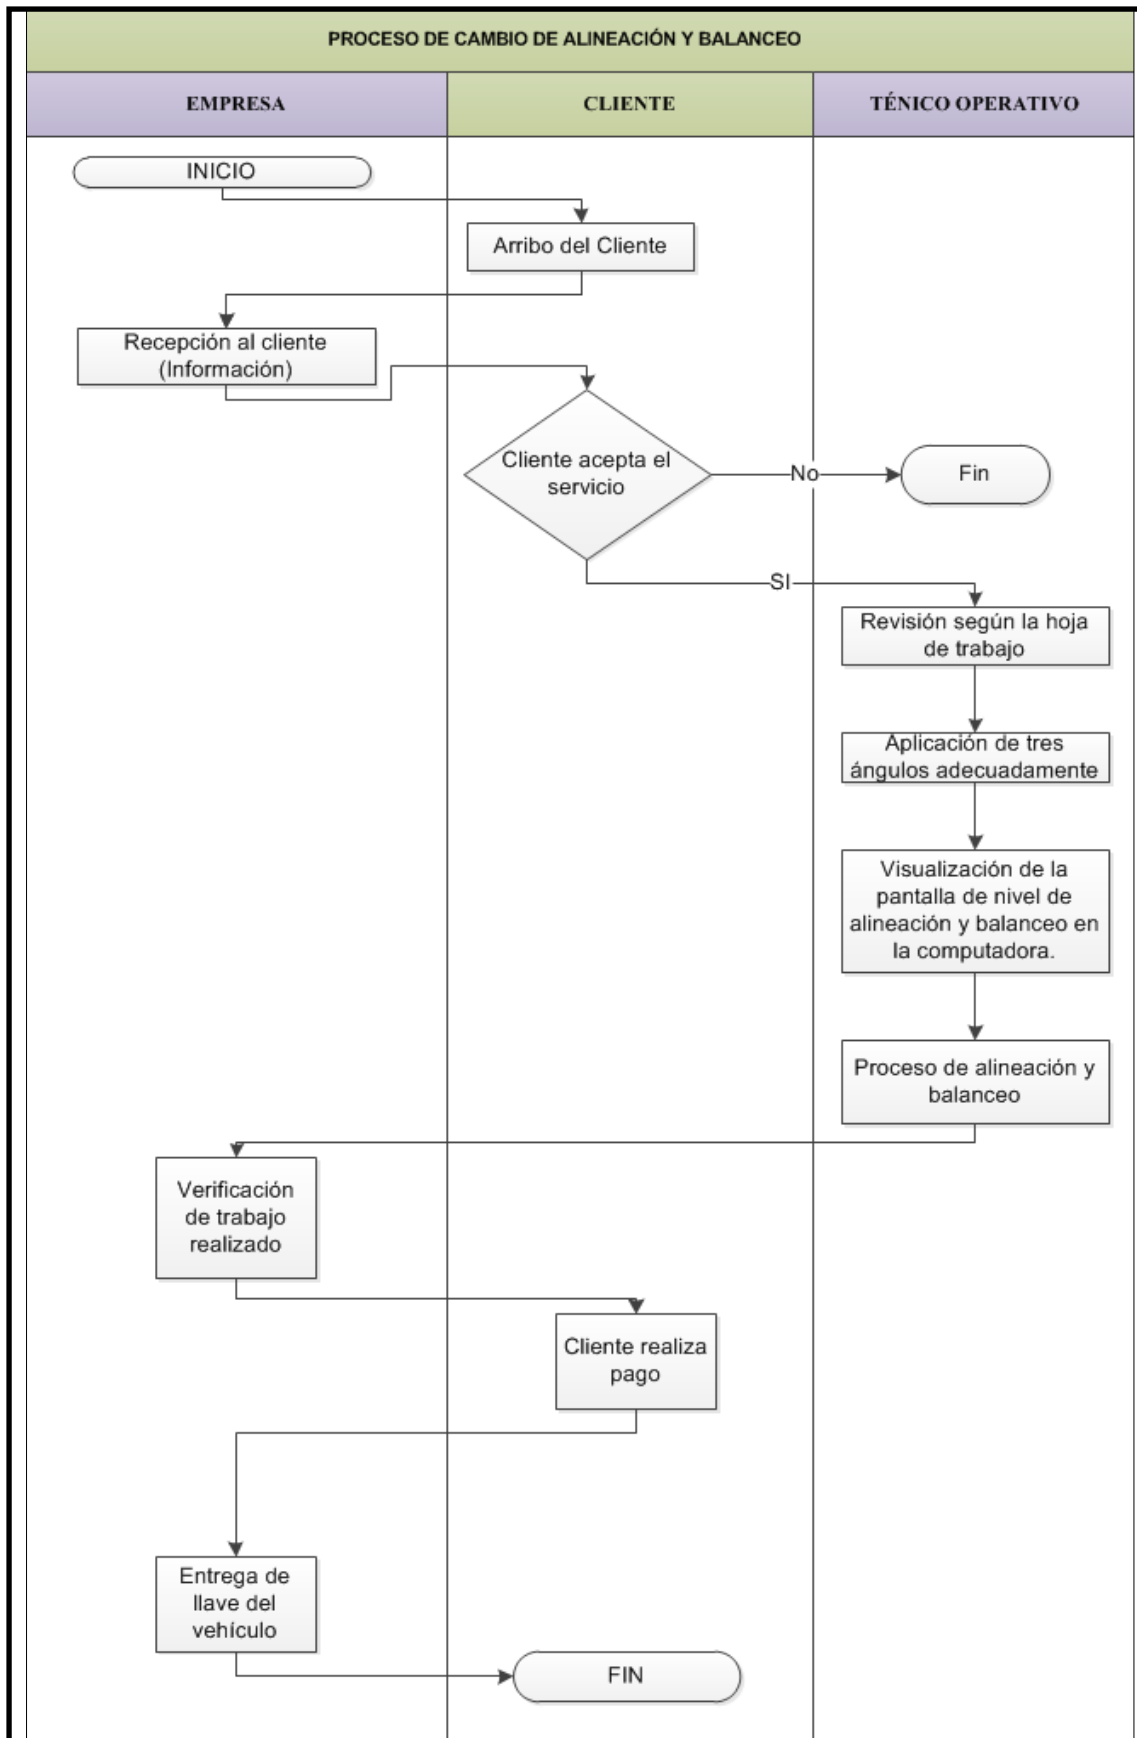 PROCESO DE CAMBIO DE ALINEACIÓN Y BALANCEO
EMPRESA
CLIENTE
TÉNICO OPERATIVO
INICIO
Arribo del Cliente
Recepción al cliente
(Información)
Cliente acepta el
servicio
No
Fin
SI
Revisión según la hoja
de trabajo
Aplicación de tres
ángulos adecuadamente
Visualización de la
pantalla de nivel de
alineación y balanceo en
la computadora.
Proceso de alineación y
balanceo
Verificación
de trabajo
realizado
Cliente realiza
pago
Entrega de
llave del
vehículo
FIN